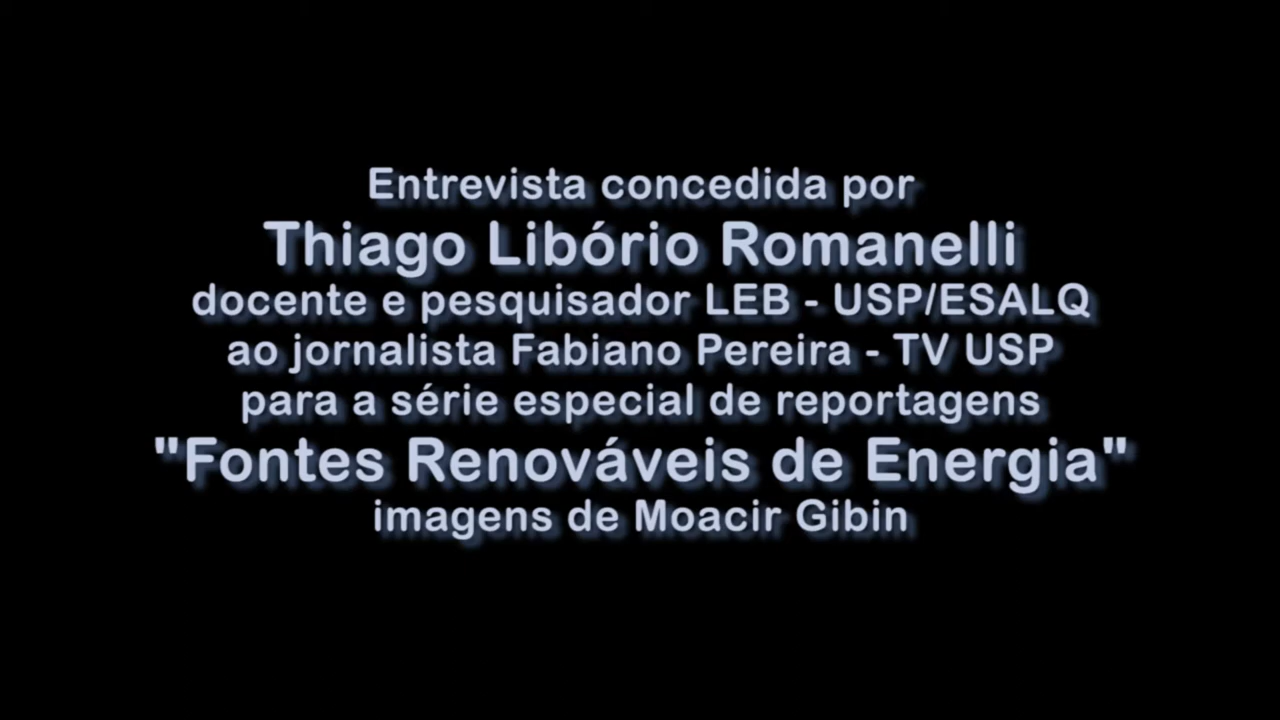 Entrevista concedida por
Thiago Libório Romanelli
docente e pesquisador LEB - USP/ESALQ
ao jornalista Fabiano Pereira - TV USP
para a série especial de reportagens
"Fontes Renováveis de Energia"
imagens de Moacir Gibin